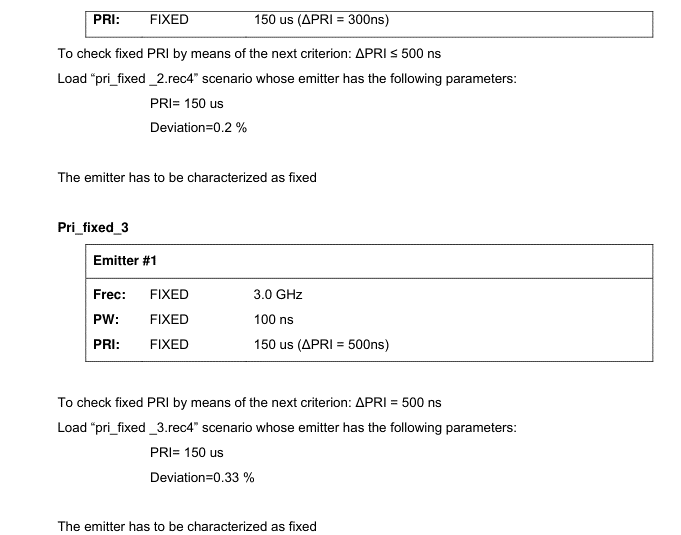 PRI: FIXED 150 us (ΔPRI = 300ns)
To check fixed PRI by means of the next criterion: ΔPRI ≤ 500 ns
Load “pri_fixed _2.rec4” scenario whose emitter has the following parameters:
PRI= 150 us
Deviation=0.2 %
The emitter has to be characterized as fixed
Pri_fixed_3
Emitter #1
Frec: FIXED 3.0 GHz
PW: FIXED 100 ns
PRI: FIXED 150 us (ΔPRI = 500ns)
To check fixed PRI by means of the next criterion: ΔPRI = 500 ns
Load “pri_fixed _3.rec4” scenario whose emitter has the following parameters:
PRI= 150 us
Deviation=0.33 %
The emitter has to be characterized as fixed